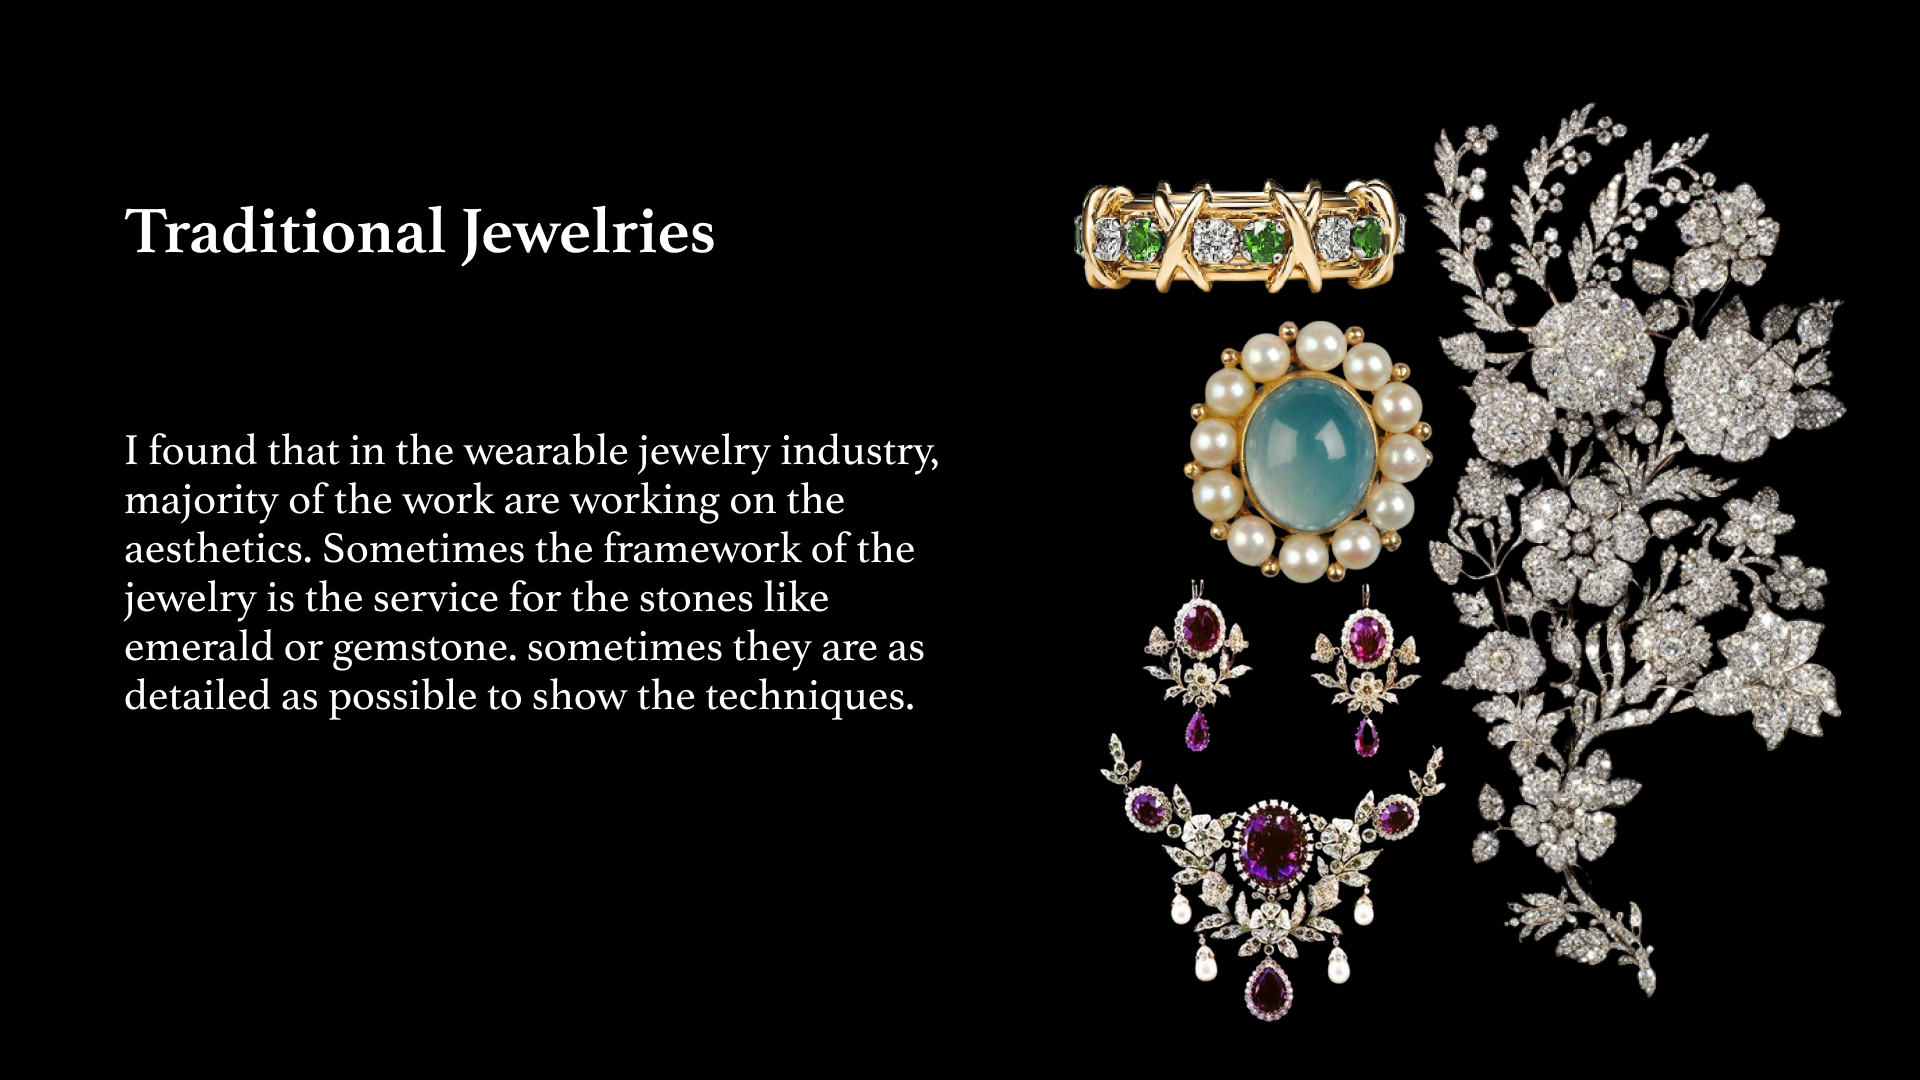 Traditional Jewelries
I found that in the wearable jewelry industry,
majority of the work are working on the
aesthetics. Sometimes the framework of the
jewelry is the service for the stones like
emerald or gemstone. sometimes they are as
detailed as possible to show the techniques.